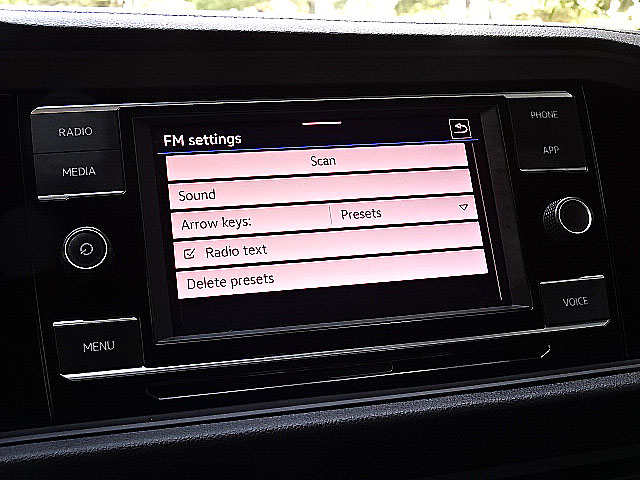 RADIO
MEDIA
MENU
FM settings
Scan
Sound
Arrow keys: Presets
Radio text
Delete presets
PHONE
APP
VOICE